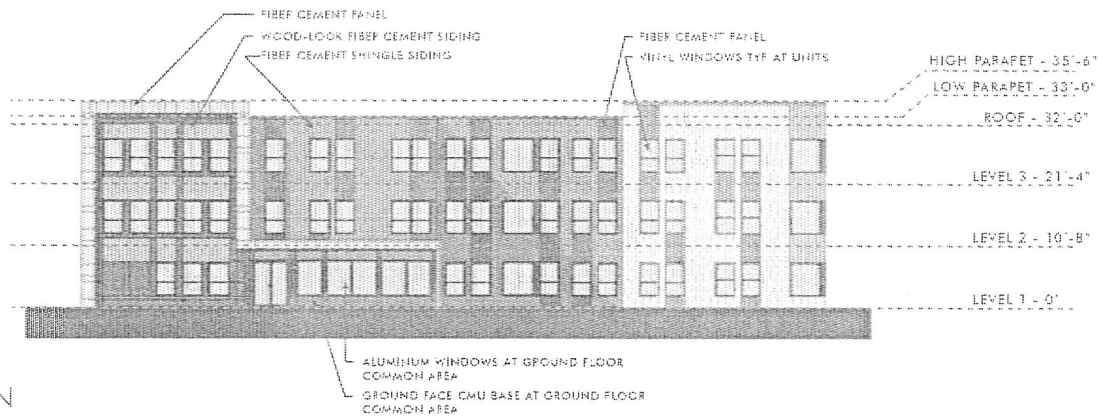 FIBER CEMENT PANEL
WOOD-LOOK FIBER CEMENT SIDING
FIBER CEMENT SHINGLE SIDING
FIBER CEMENT PANEL
VINYL WINDOWS TYP AT UNITS
HIGH PARAPET - 35'-6"
LOW PARAPET - 33'-0"
ROOF - 32'-0"
LEVEL 3 - 21'-4"
LEVEL 2 - 10'-8"
LEVEL 1 - 0'
ALUMINUM WINDOWS AT GROUND FLOOR
COMMON AREA
GROUND FACE CMU BASE AT GROUND FLOOR
COMMON AREA